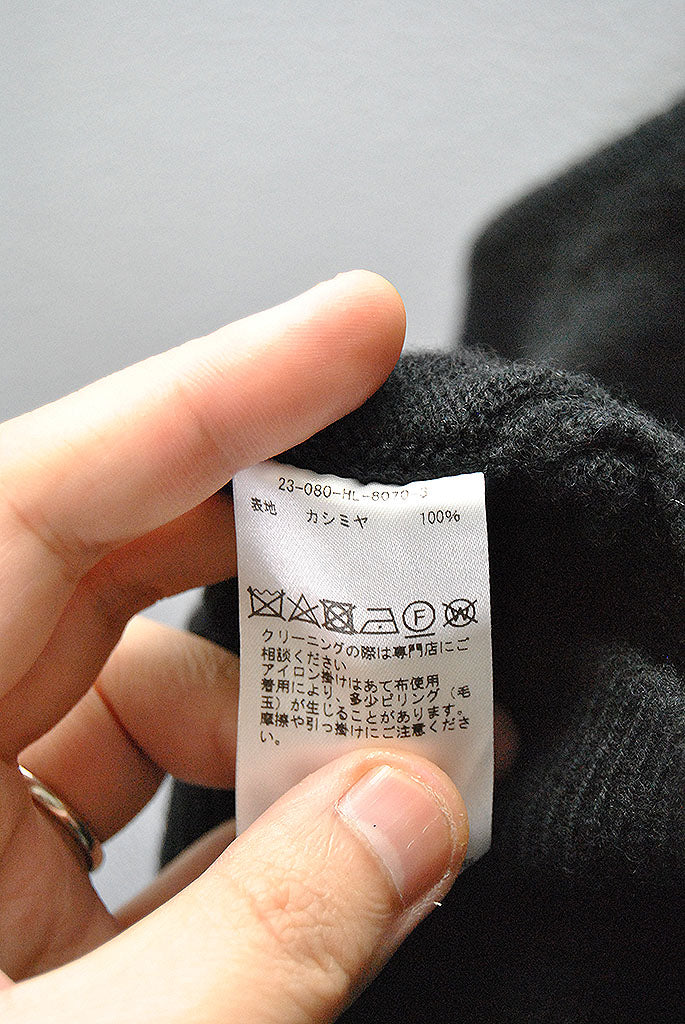 23-080-HL-8070-3
表地 カシミヤ 100%
F W
クリーニングの際は専門店にご
相談ください
アイロン掛けはあて布使用
着用により、多少ピリング（毛
玉）が生じることがあります。
摩擦や引っ掛けにご注意くださ
い。